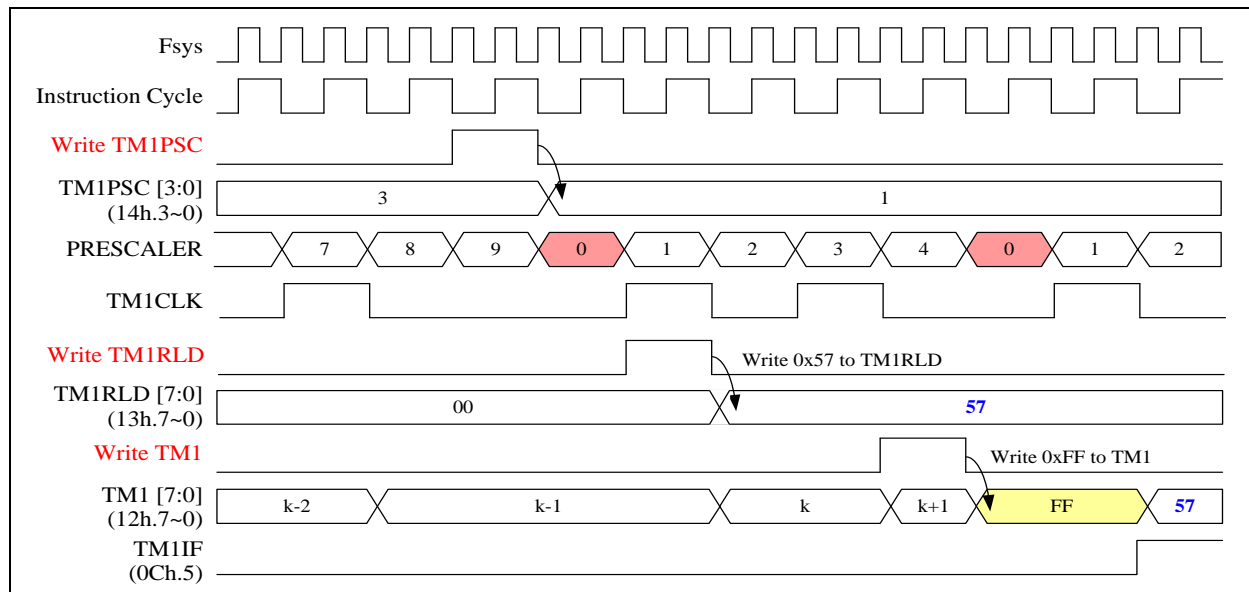 Fsys
Instruction Cycle
Write TM1PSC
TM1PSC [3:0]
(14h.3~0)
3
1
PRESCALER
7
8
9
0
1
2
3
4
0
1
2
TM1CLK
Write TM1RLD
Write 0x57 to TM1RLD
TM1RLD [7:0]
(13h.7~0)
00
57
Write TM1
Write 0xFF to TM1
TM1 [7:0]
(12h.7~0)
k-2
k-1
k
k+1
FF
57
TM1IF
(0Ch.5)